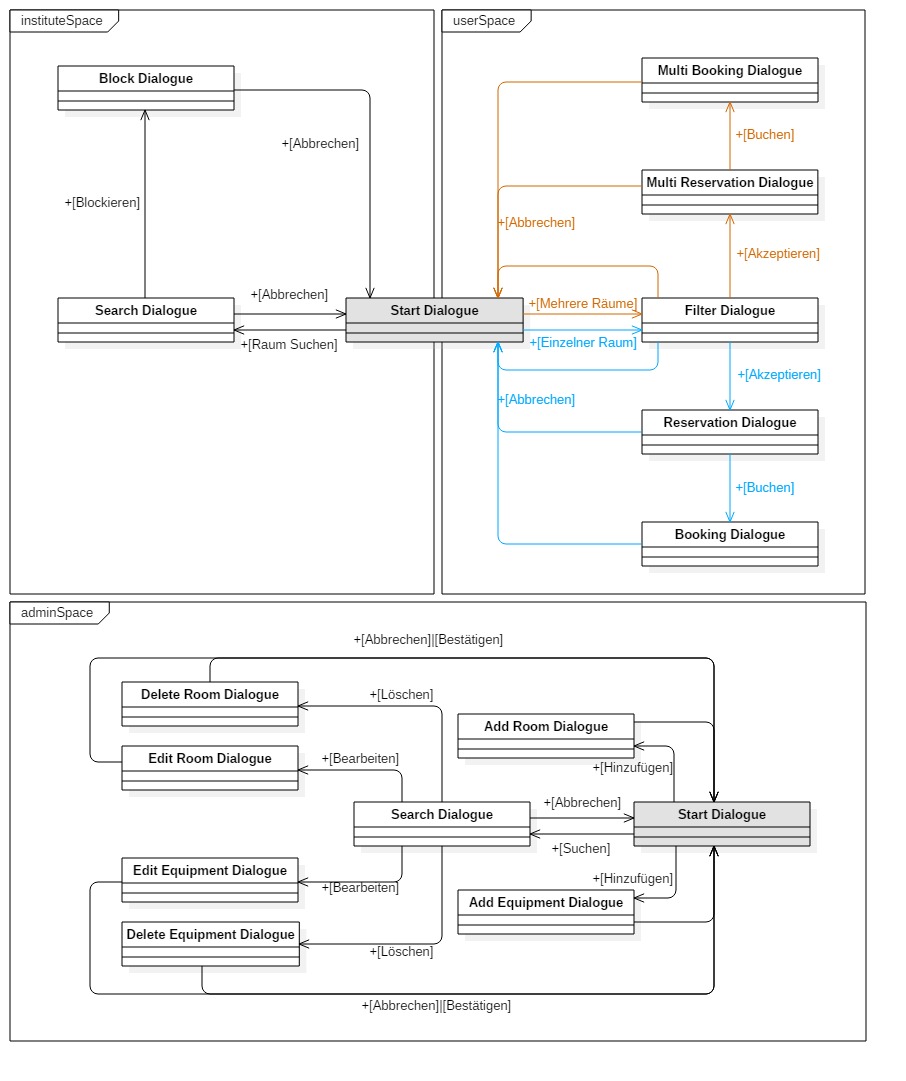 instituteSpace
userSpace
Block Dialogue
+[Abbrechen]
+[Blockieren]
+[Abbrechen]
Search Dialogue
Start Dialogue
+[Raum Suchen]
Multi Booking Dialogue
+[Buchen]
Multi Reservation Dialogue
+[Abbrechen]
+[Akzeptieren]
+[Mehrere Räume]
Filter Dialogue
+[Einzelner Raum]
+[Akzeptieren]
+[Abbrechen]
Reservation Dialogue
+[Buchen]
Booking Dialogue
adminSpace
+[Abbrechen]|[Bestätigen]
Delete Room Dialogue
+[Löschen]
Add Room Dialogue
Edit Room Dialogue
+[Bearbeiten]
+[Hinzufügen]
+[Abbrechen]
Search Dialogue
Start Dialogue
+[Suchen]
Edit Equipment Dialogue
+[Bearbeiten]
+[Hinzufügen]
Add Equipment Dialogue
Delete Equipment Dialogue
+[Löschen]
+[Abbrechen]|[Bestätigen]